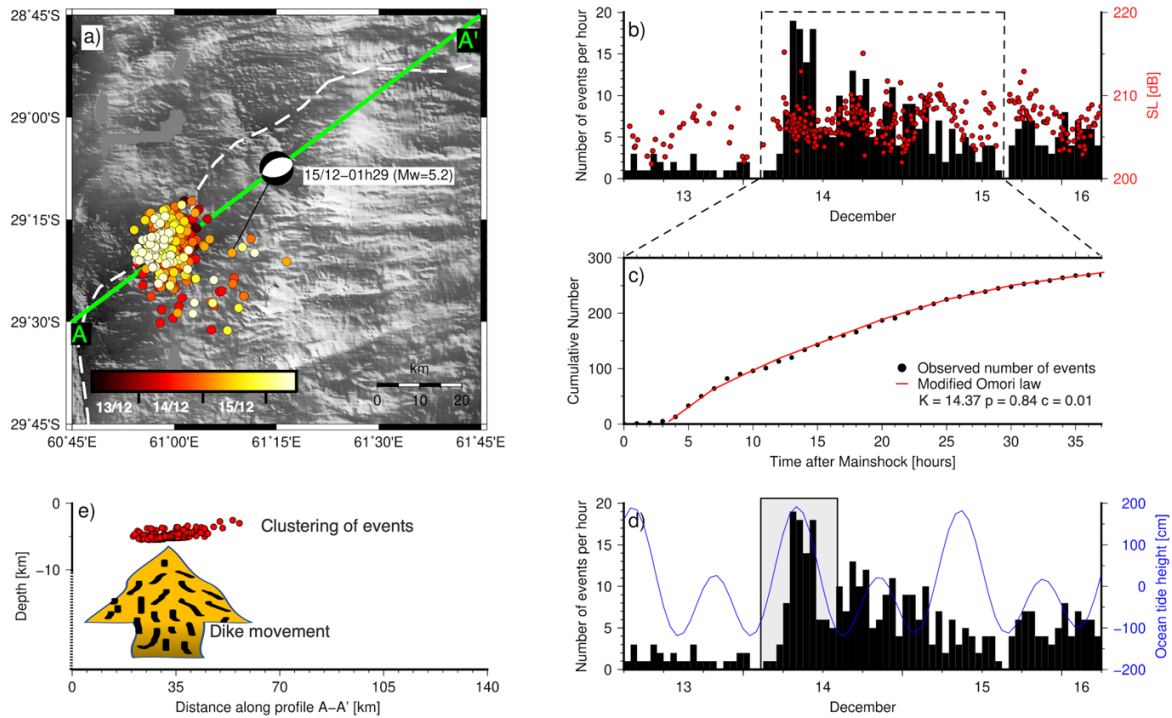 28˚45'S
29˚00'S
29˚15'S
29˚30'S
29˚45'S
60˚45'E 61˚00'E 61˚15'E 61˚30'E 61˚45'E
a)
A'
A
15/12−01h29 (Mw=5.2)
13/12 14/12 15/12
km
0 10 20
b)
Number of events per hour
0
5
10
15
20
SL [dB]
200
210
220
13 14 15 16
December
c)
Cumulative Number
0
100
200
300
Observed number of events
Modified Omori law
K = 14.37 p = 0.84 c = 0.01
0 5 10 15 20 25 30 35
Time after Mainshock [hours]
e)
Depth [km]
0
−10
Clustering of events
Dike movement
0 35 70 105 140
Distance along profile A−A' [km]
d)
Number of events per hour
0
5
10
15
20
Ocean tide height [cm]
−200
−100
0
100
200
13 14 15 16
December